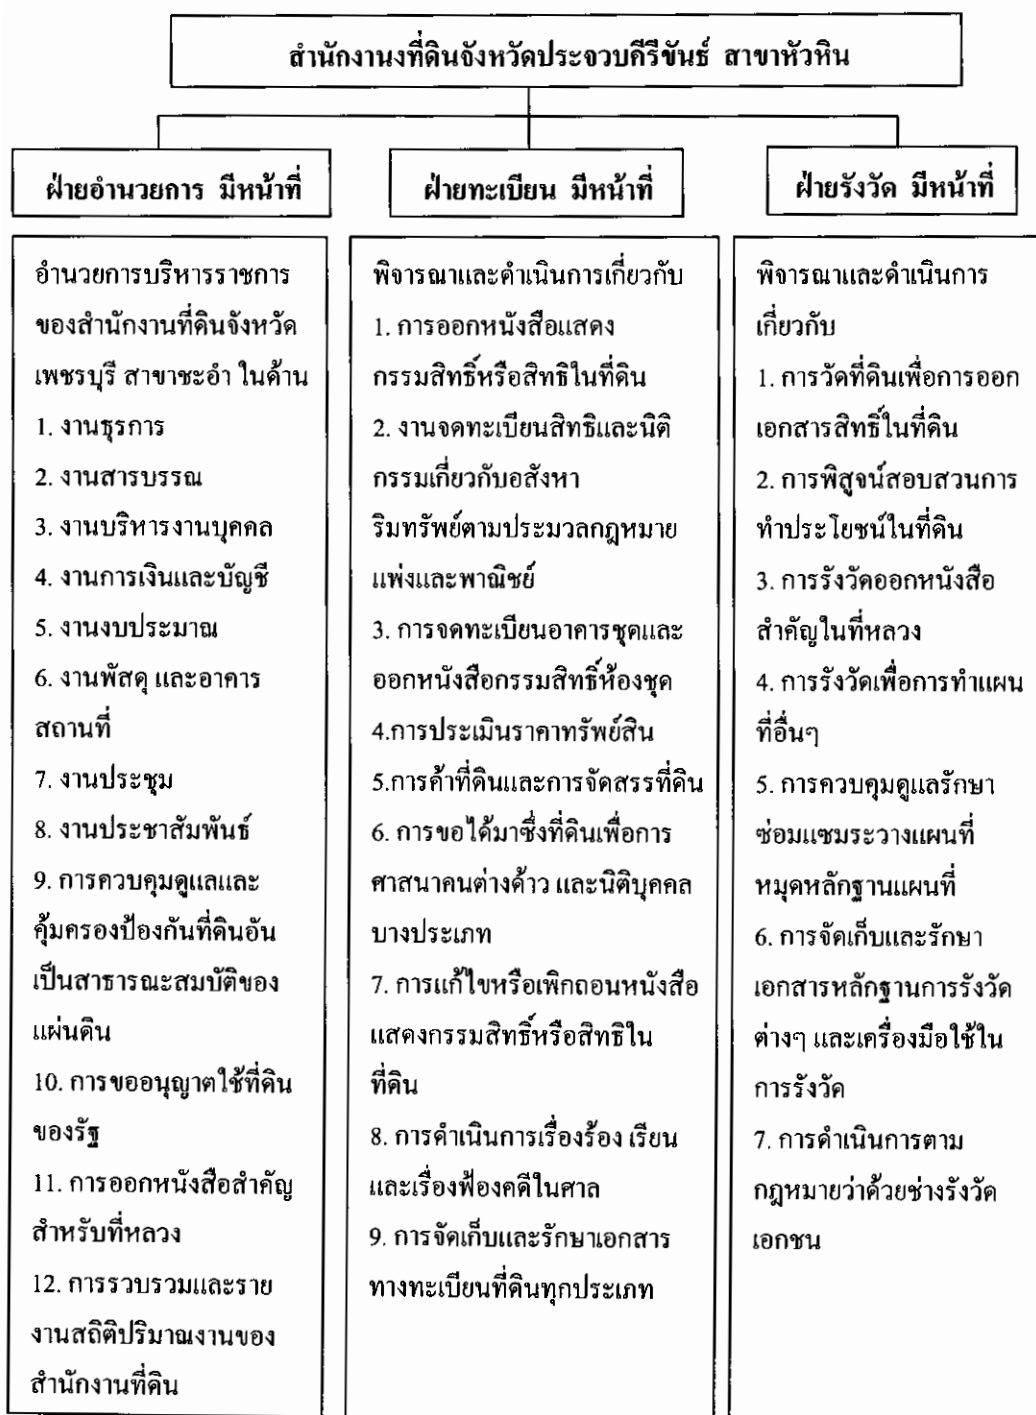 สำนักงานงที่ดินจังหวัดประจวบคีรีขันธ์ สาขาหัวหิน
ฝ่ายอำนวยการ มีหน้าที่
อำนวยการบริหารราชการ
ของสำนักงานที่ดินจังหวัด
เพชรบุรี สาขาชะอำ ในด้าน
1. งานธุรการ
2. งานสารบรรณ
3. งานบริหารงานบุคคล
4. งานการเงินและบัญชี
5. งานงบประมาณ
6. งานพัสดุ และอาคาร
สถานที่
7. งานประชุม
8. งานประชาสัมพันธ์
9. การควบคุมดูแลและ
คุ้มครองป้องกันที่ดินอัน
เป็นสาธารณะสมบัติของ
แผ่นดิน
10. การขออนุญาตใช้ที่ดิน
ของรัฐ
11. การออกหนังสือสำคัญ
สำหรับที่หลวง
12. การรวบรวมและราย
งานสถิติปริมาณงานของ
สำนักงานที่ดิน
ฝ่ายทะเบียน มีหน้าที่
พิจารณาและดำเนินการเกี่ยวกับ
1. การออกหนังสือแสดง
กรรมสิทธิ์หรือสิทธิในที่ดิน
2. งานจดทะเบียนสิทธิและนิติ
กรรมเกี่ยวกับอสังหา
ริมทรัพย์ตามประมวลกฎหมาย
แพ่งและพาณิชย์
3. การจดทะเบียนอาคารชุดและ
ออกหนังสือกรรมสิทธิ์ห้องชุด
4.การประเมินราคาทรัพย์สิน
5.การค้าที่ดินและการจัดสรรที่ดิน
6. การขอได้มาซึ่งที่ดินเพื่อการ
ศาสนาคนต่างด้าว และนิติบุคคล
บางประเภท
7. การแก้ไขหรือเพิกถอนหนังสือ
แสดงกรรมสิทธิ์หรือสิทธิใน
ที่ดิน
8. การดำเนินการเรื่องร้อง เรียน
และเรื่องฟ้องคดีในศาล
9. การจัดเก็บและรักษาเอกสาร
ทางทะเบียนที่ดินทุกประเภท
ฝ่ายรังวัด มีหน้าที่
พิจารณาและดำเนินการ
เกี่ยวกับ
1. การวัดที่ดินเพื่อการออก
เอกสารสิทธิ์ในที่ดิน
2. การพิสูจน์สอบสวนการ
ทำประโยชน์ในที่ดิน
3. การรังวัดออกหนังสือ
สำคัญในที่หลวง
4. การรังวัดเพื่อการทำแผน
ที่อื่นๆ
5. การควบคุมดูแลรักษา
ซ่อมแซมระวางแผนที่
หมุดหลักฐานแผนที่
6. การจัดเก็บและรักษา
เอกสารหลักฐานการรังวัด
ต่างๆ และเครื่องมือใช้ใน
การรังวัด
7. การดำเนินการตาม
กฎหมายว่าด้วยช่างรังวัด
เอกชน